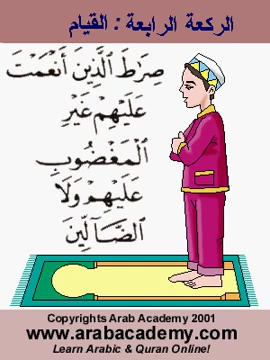 الركعة الرابعة : القيام
صِرَٰطَ ٱلَّذِينَ أَنْعَمْتَ
عَلَيْهِمْ غَيْرِ
ٱلْمَغْضُوبِ
عَلَيْهِمْ وَلَا
ٱلضَّآلِّينَ
Copyrights Arab Academy 2001
www.arabacademy.com
Learn Arabic & Quran Online!